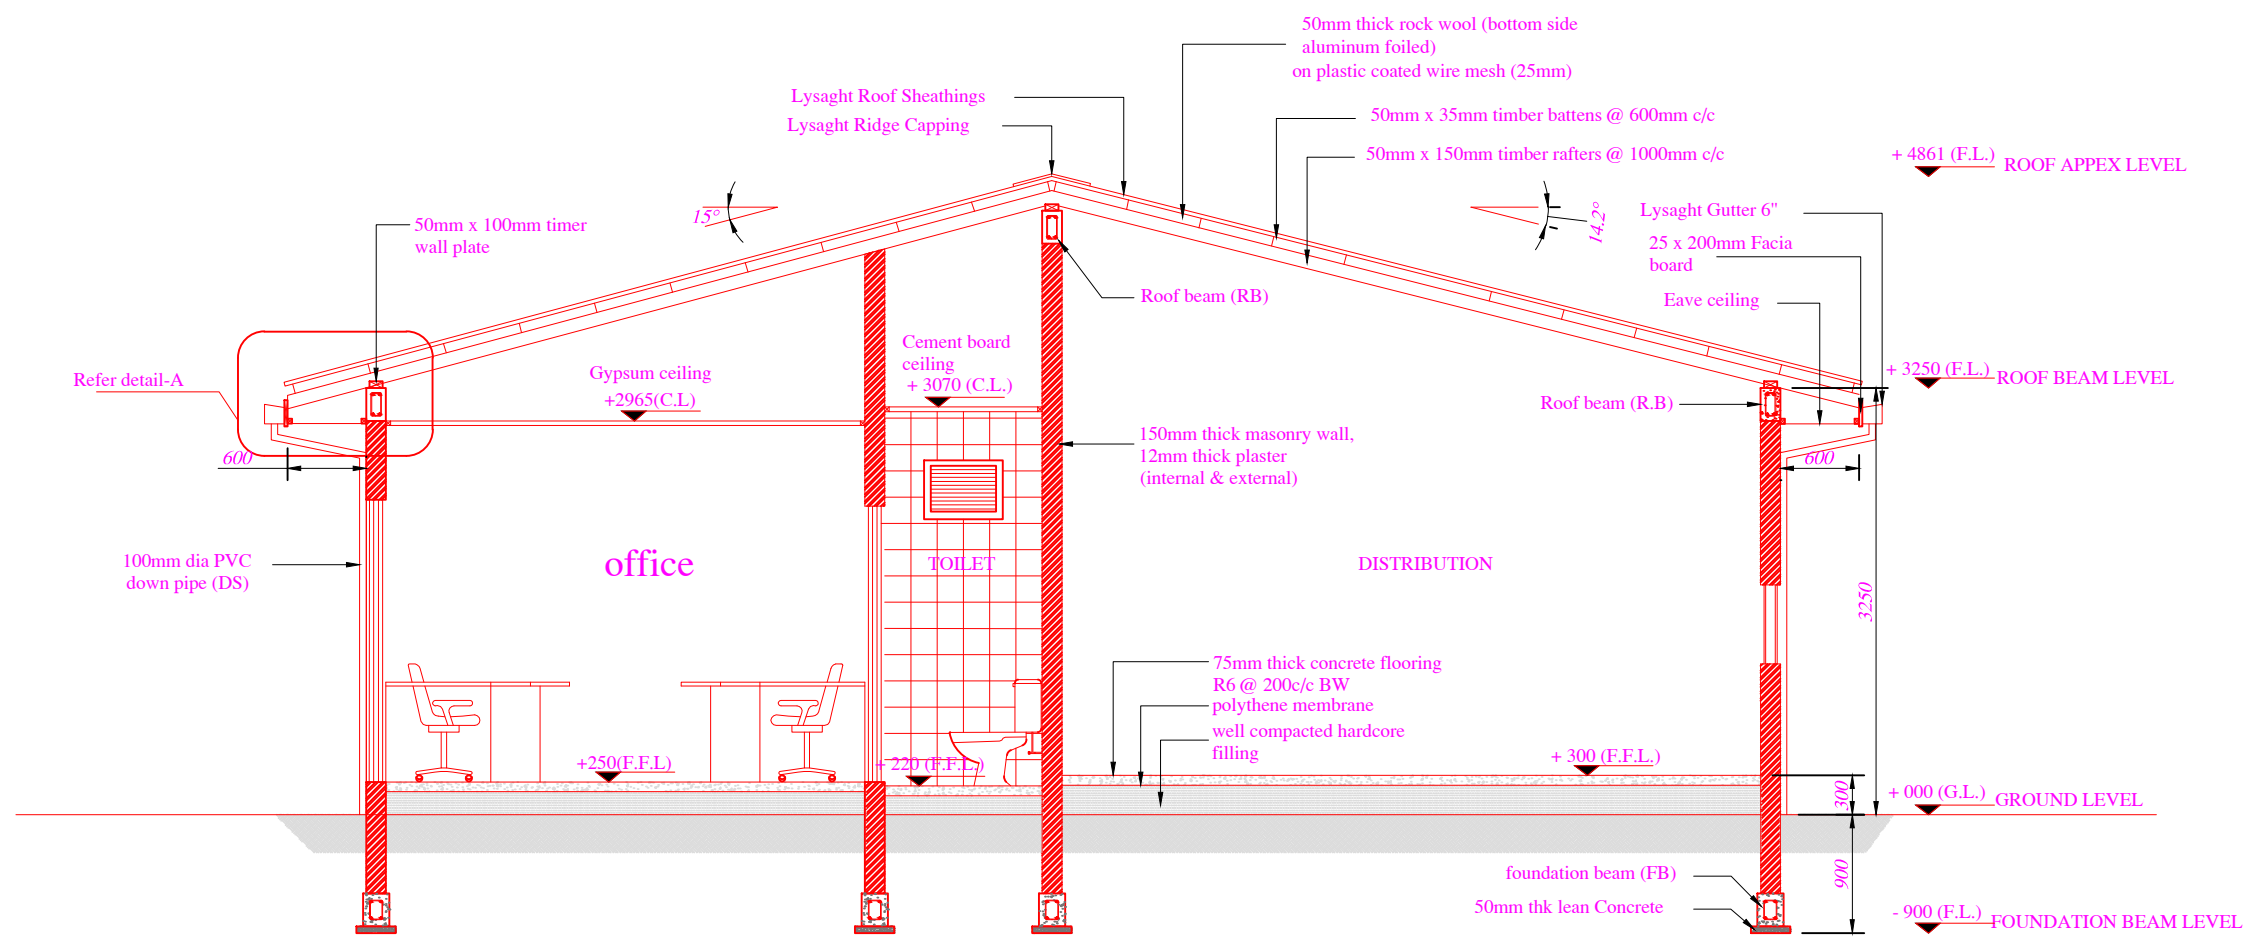 50mm thick rock wool (bottom side
aluminum foiled)
on plastic coated wire mesh (25mm)
Lysaght Roof Sheathings
Lysaght Ridge Capping
50mm x 35mm timber battens @ 600mm c/c
50mm x 150mm timber rafters @ 1000mm c/c
+ 4861 (F.L.)
ROOF APPEX LEVEL
15°
14.2°
50mm x 100mm timer
wall plate
Lysaght Gutter 6"
25 x 200mm Facia
board
Eave ceiling
Roof beam (RB)
Cement board
ceiling
+ 3070 (C.L.)
Gypsum ceiling
+2965(C.L)
Refer detail-A
+ 3250 (F.L.)
ROOF BEAM LEVEL
Roof beam (R.B)
150mm thick masonry wall,
12mm thick plaster
(internal & external)
600
600
100mm dia PVC
down pipe (DS)
office
TOILET
DISTRIBUTION
3250
75mm thick concrete flooring
R6 @ 200c/c BW
polythene membrane
well compacted hardcore
filling
+250(F.F.L)
+ 220 (F.F.L.)
+ 300 (F.F.L.)
300
+ 000 (G.L.)
GROUND LEVEL
900
foundation beam (FB)
50mm thk lean Concrete
- 900 (F.L.)
FOUNDATION BEAM LEVEL